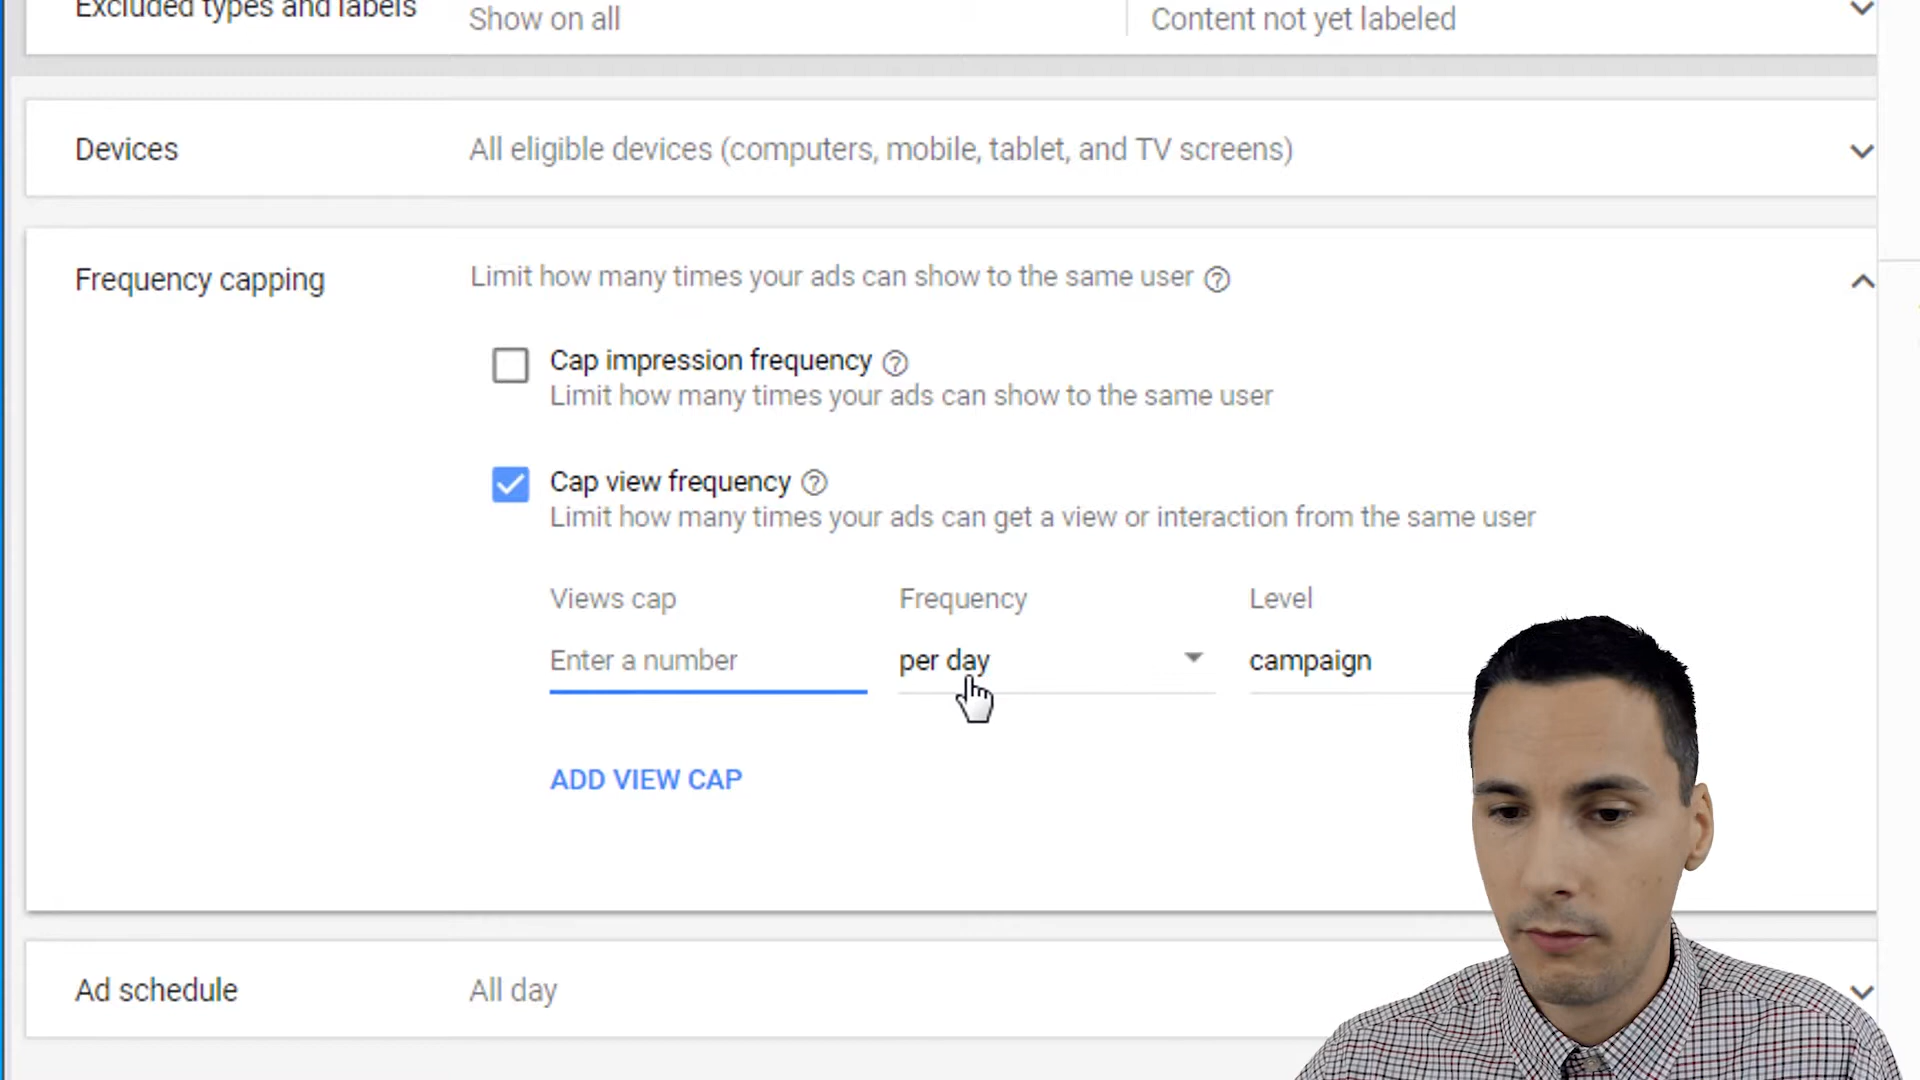 Excluded types and labels
Show on all
Content not yet labeled
Devices
All eligible devices (computers, mobile, tablet, and TV screens)
Frequency capping
Limit how many times your ads can show to the same user
Cap impression frequency
Limit how many times your ads can show to the same user
Cap view frequency
Limit how many times your ads can get a view or interaction from the same user
Views cap
Frequency
Level
Enter a number
per day
campaign
ADD VIEW CAP
Ad schedule
All day